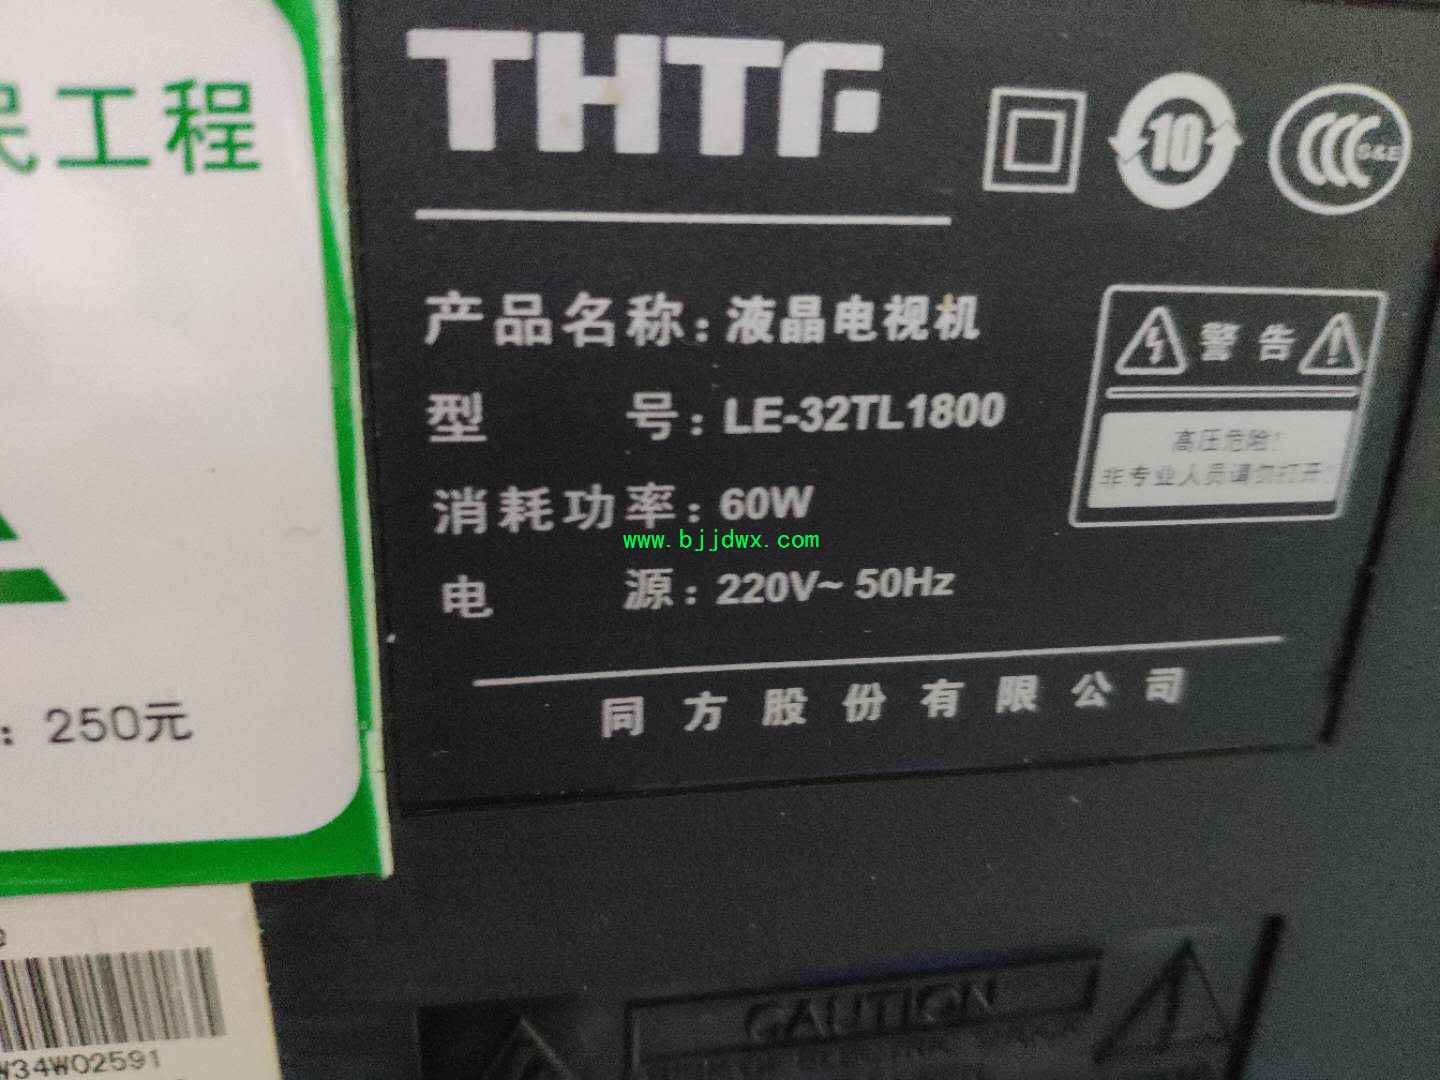 THTF
10
CCC
S&E
民工程
产品名称：液晶电视机
型号：LE-32TL1800
消耗功率：60W
电源：220V~ 50Hz
警告
高压危险！
非专业人员请勿打开！
www.bjjdwx.com
同方股份有限公司
：250元
W34W02591
CAUTION